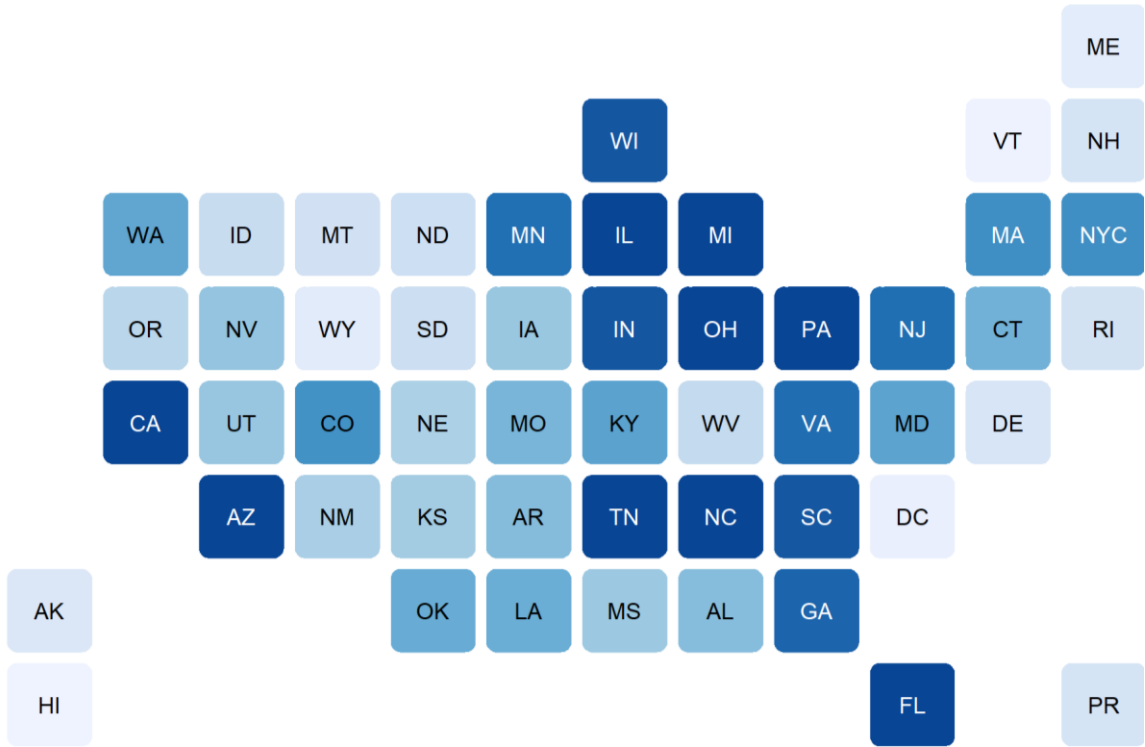 ME
WI VT NH
WA ID MT ND MN IL MI MA NYC
OR NV WY SD IA IN OH PA NJ CT RI
CA UT CO NE MO KY WV VA MD DE
AZ NM KS AR TN NC SC DC
AK OK LA MS AL GA
HI FL PR